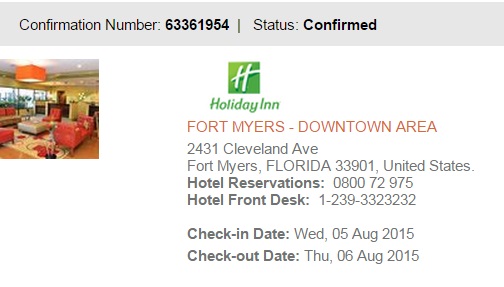 Confirmation Number: 63361954 | Status: Confirmed
H
Holiday Inn
FORT MYERS - DOWNTOWN AREA
2431 Cleveland Ave
Fort Myers, FLORIDA 33901, United States.
Hotel Reservations: 0800 72 975
Hotel Front Desk: 1-239-3323232
Check-in Date: Wed, 05 Aug 2015
Check-out Date: Thu, 06 Aug 2015